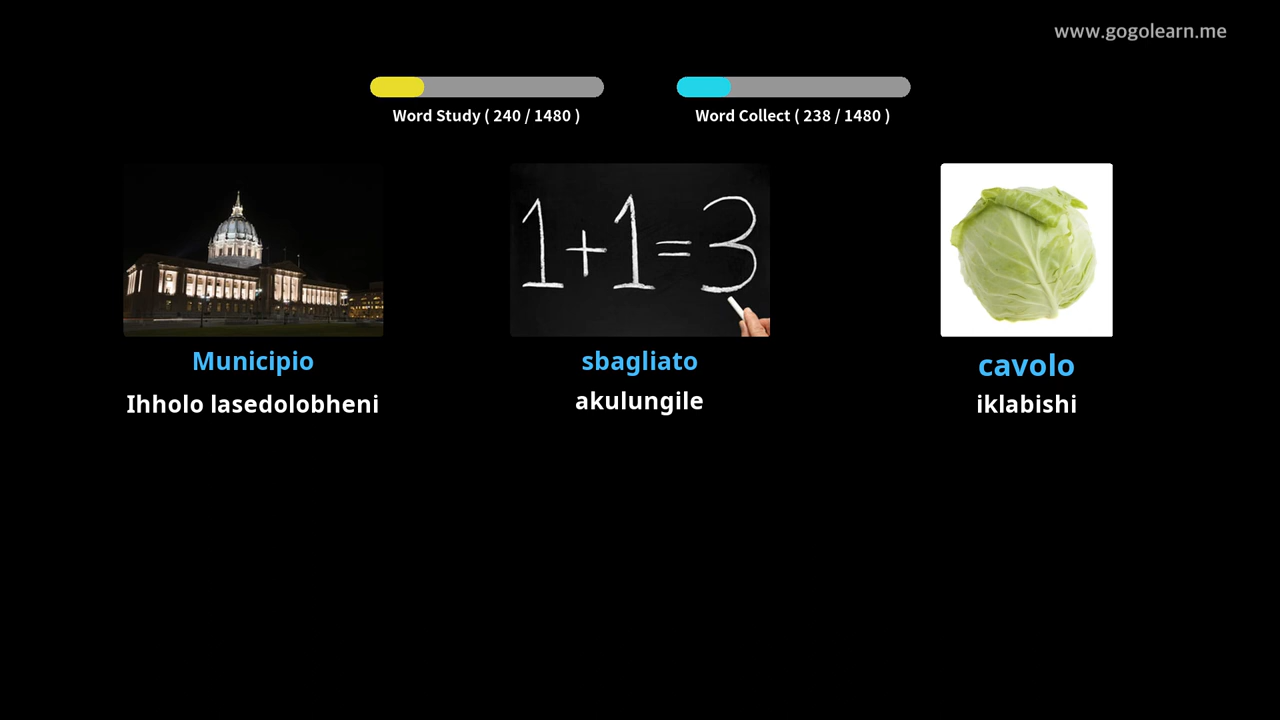 www.gogolearn.me
Word Study ( 240 / 1480 )
Word Collect ( 238 / 1480 )
1+1=3
Municipio
Ihholo lasedolobheni
sbagliato
akulungile
cavolo
iklabishi